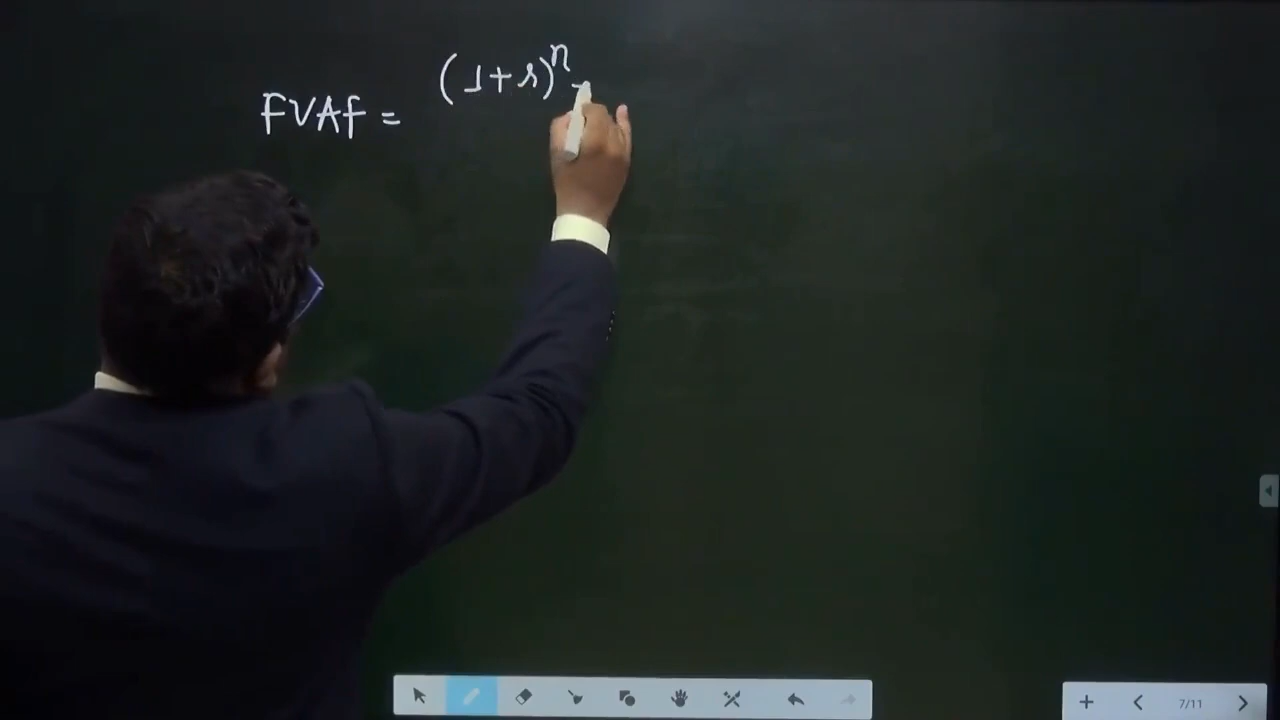 FVAF = (1+r)^n -
7/11